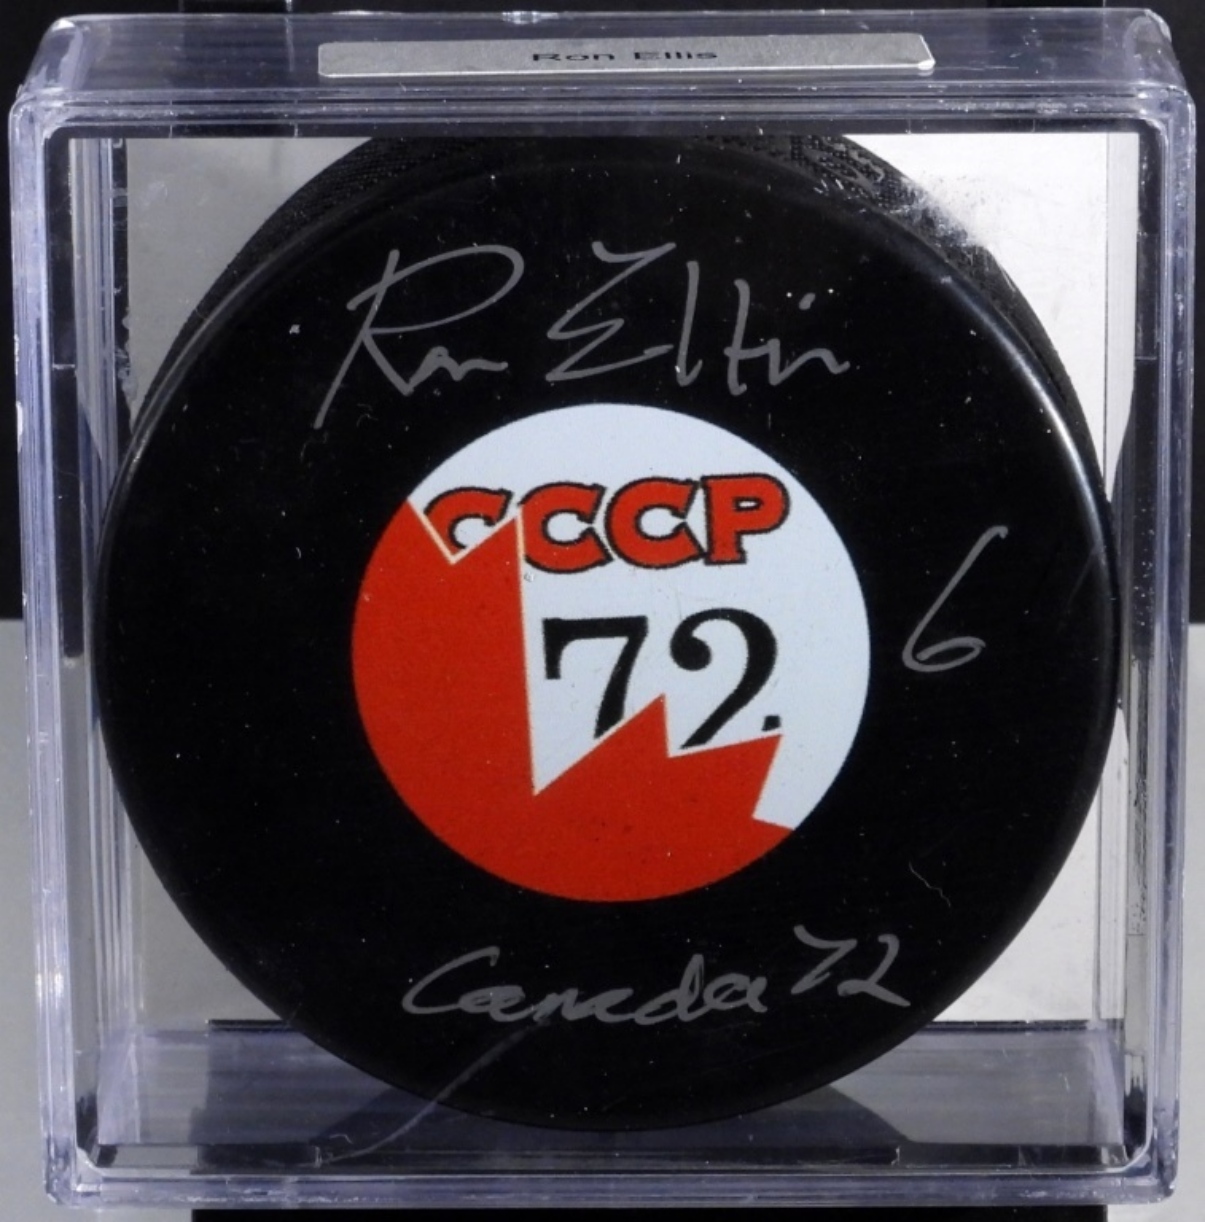 Ron Ellis
Ron Ellis
CCCP
72
6
Canada 72